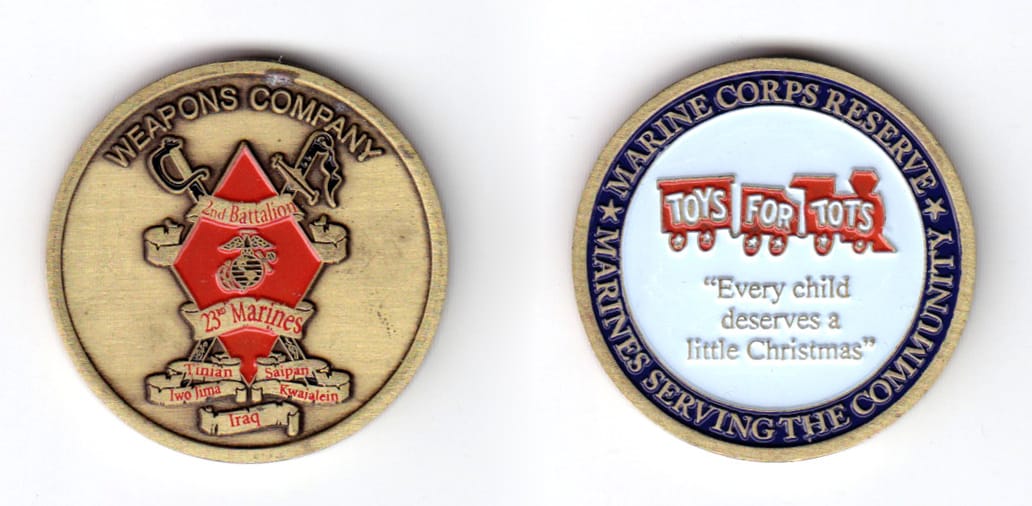 WEAPONS COMPANY
2nd Battalion
23rd Marines
Tinian Saipan
Iwo Jima Kwajalein
Iraq
MARINE CORPS RESERVE
TOYS FOR TOTS
"Every child
deserves a
little Christmas"
★ MARINES SERVING THE COMMUNITY ★